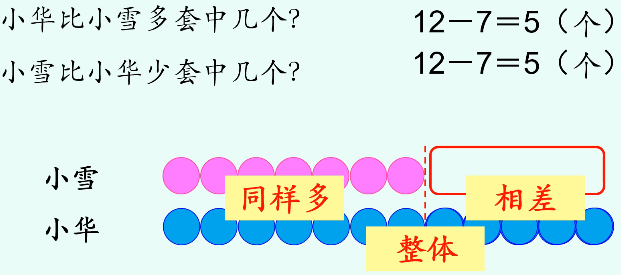 小华比小雪多套中几个? 12－7＝5（个）
小雪比小华少套中几个? 12－7＝5（个）
小雪
同样多 相差
小华
整体